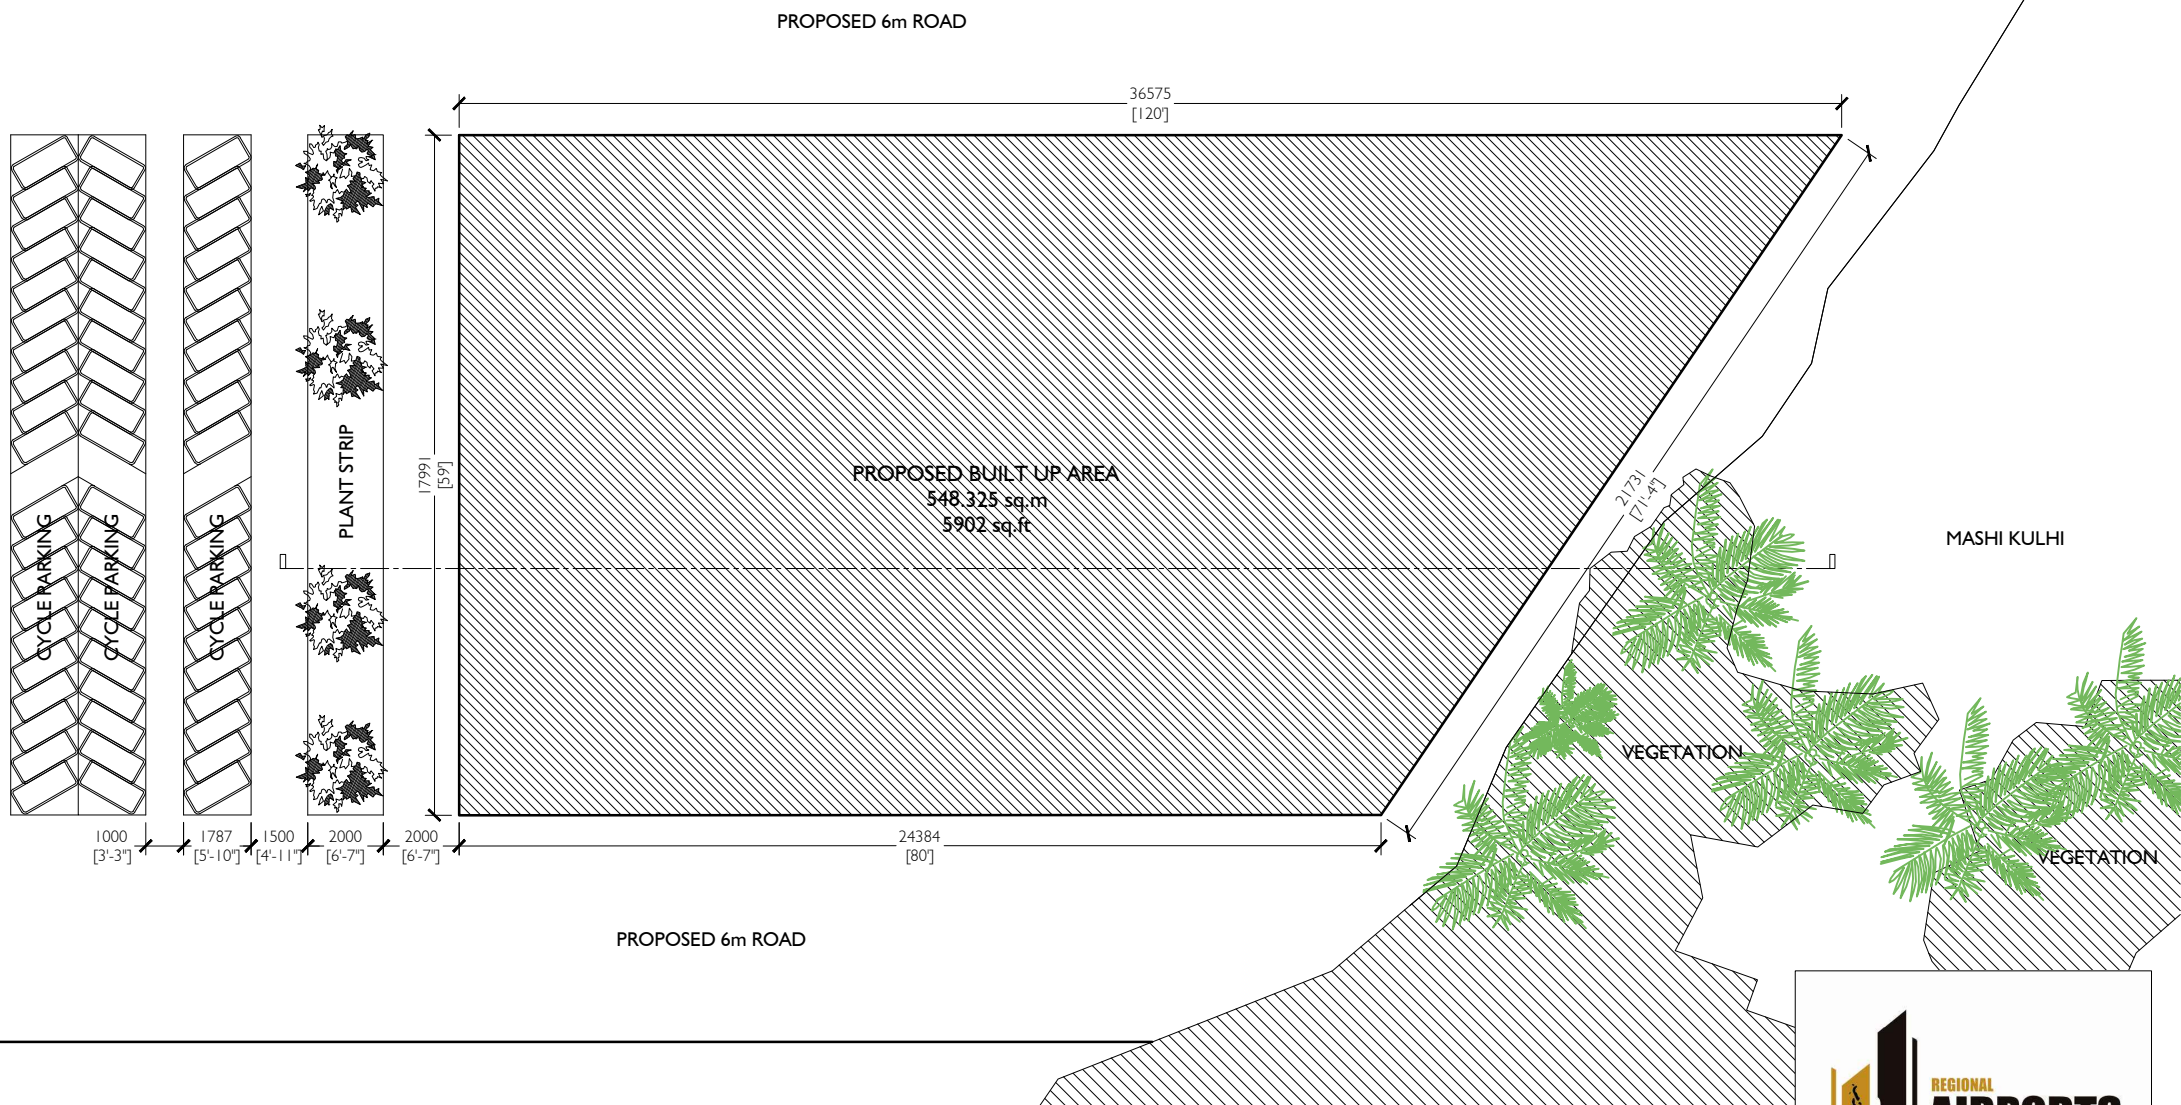 PROPOSED 6m ROAD
36575
[120']
17991
[59']
PLANT STRIP
CYCLE PARKING
CYCLE PARKING
CYCLE PARKING
PROPOSED BUILT UP AREA
548.325 sq.m
5902 sq.ft
21731
[71'-4"]
MASHI KULHI
VEGETATION
VEGETATION
1000
[3'-3"]
1787
[5'-10"]
1500
[4'-11"]
2000
[6'-7"]
2000
[6'-7"]
24384
[80']
PROPOSED 6m ROAD
REGIONAL
AIRPORTS